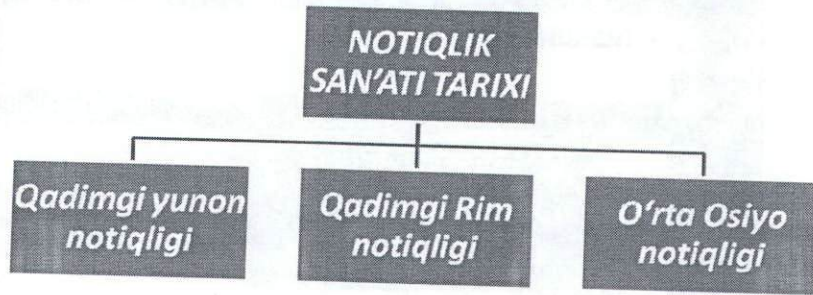 NOTIQLIK
SAN'ATI TARIXI
Qadimgi yunon
notiqligi
Qadimgi Rim
notiqligi
O‘rta Osiyo
notiqligi